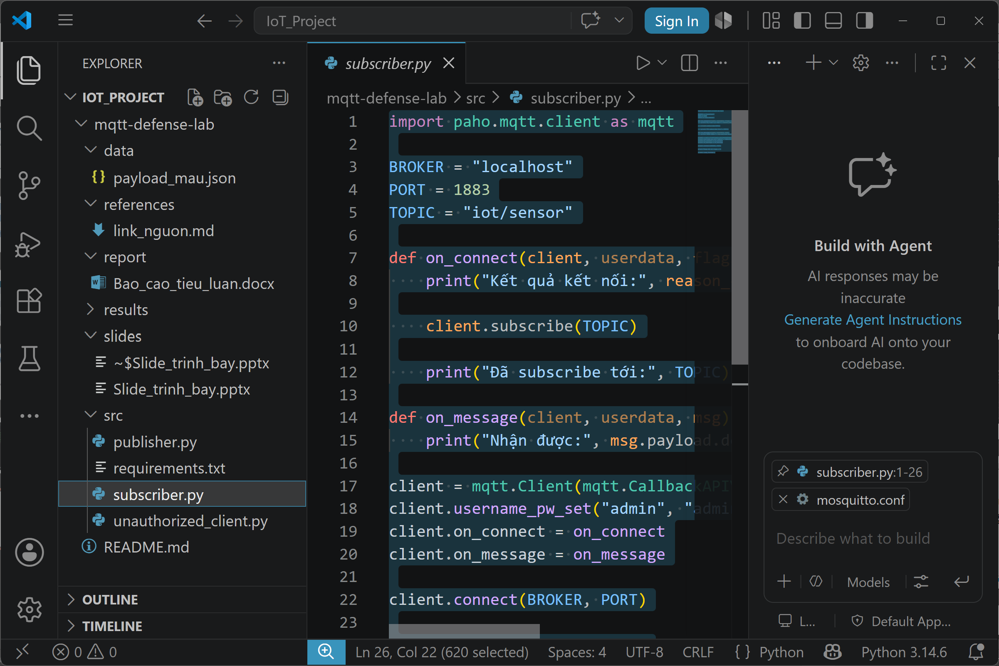 IoT_Project
Sign In
EXPLORER
IOT_PROJECT
mqtt-defense-lab
data
payload_mau.json
references
link_nguon.md
report
Bao_cao_tieu_luan.docx
results
slides
~$Slide_trinh_bay.pptx
Slide_trinh_bay.pptx
src
publisher.py
requirements.txt
subscriber.py
unauthorized_client.py
README.md
OUTLINE
TIMELINE
subscriber.py
mqtt-defense-lab > src > subscriber.py > ...
1 import paho.mqtt.client as mqtt
2
3 BROKER = "localhost"
4 PORT = 1883
5 TOPIC = "iot/sensor"
6
7 def on_connect(client, userdata, flag
8     print("Kết quả kết nối:", reason_
9
10     client.subscribe(TOPIC)
11
12     print("Đã subscribe tới:", TOPIC)
13
14 def on_message(client, userdata, msg)
15     print("Nhận được:", msg.payload.d
16
17 client = mqtt.Client(mqtt.CallbackAPI
18 client.username_pw_set("admin", "admi
19 client.on_connect = on_connect
20 client.on_message = on_message
21
22 client.connect(BROKER, PORT)
23
Build with Agent
AI responses may be
inaccurate
Generate Agent Instructions
to onboard AI onto your
codebase.
subscriber.py:1-26
mosquitto.conf
Describe what to build
Models
L...
Default App...
0 0
Ln 26, Col 22 (620 selected)
Spaces: 4
UTF-8
CRLF
{ } Python
Python 3.14.6